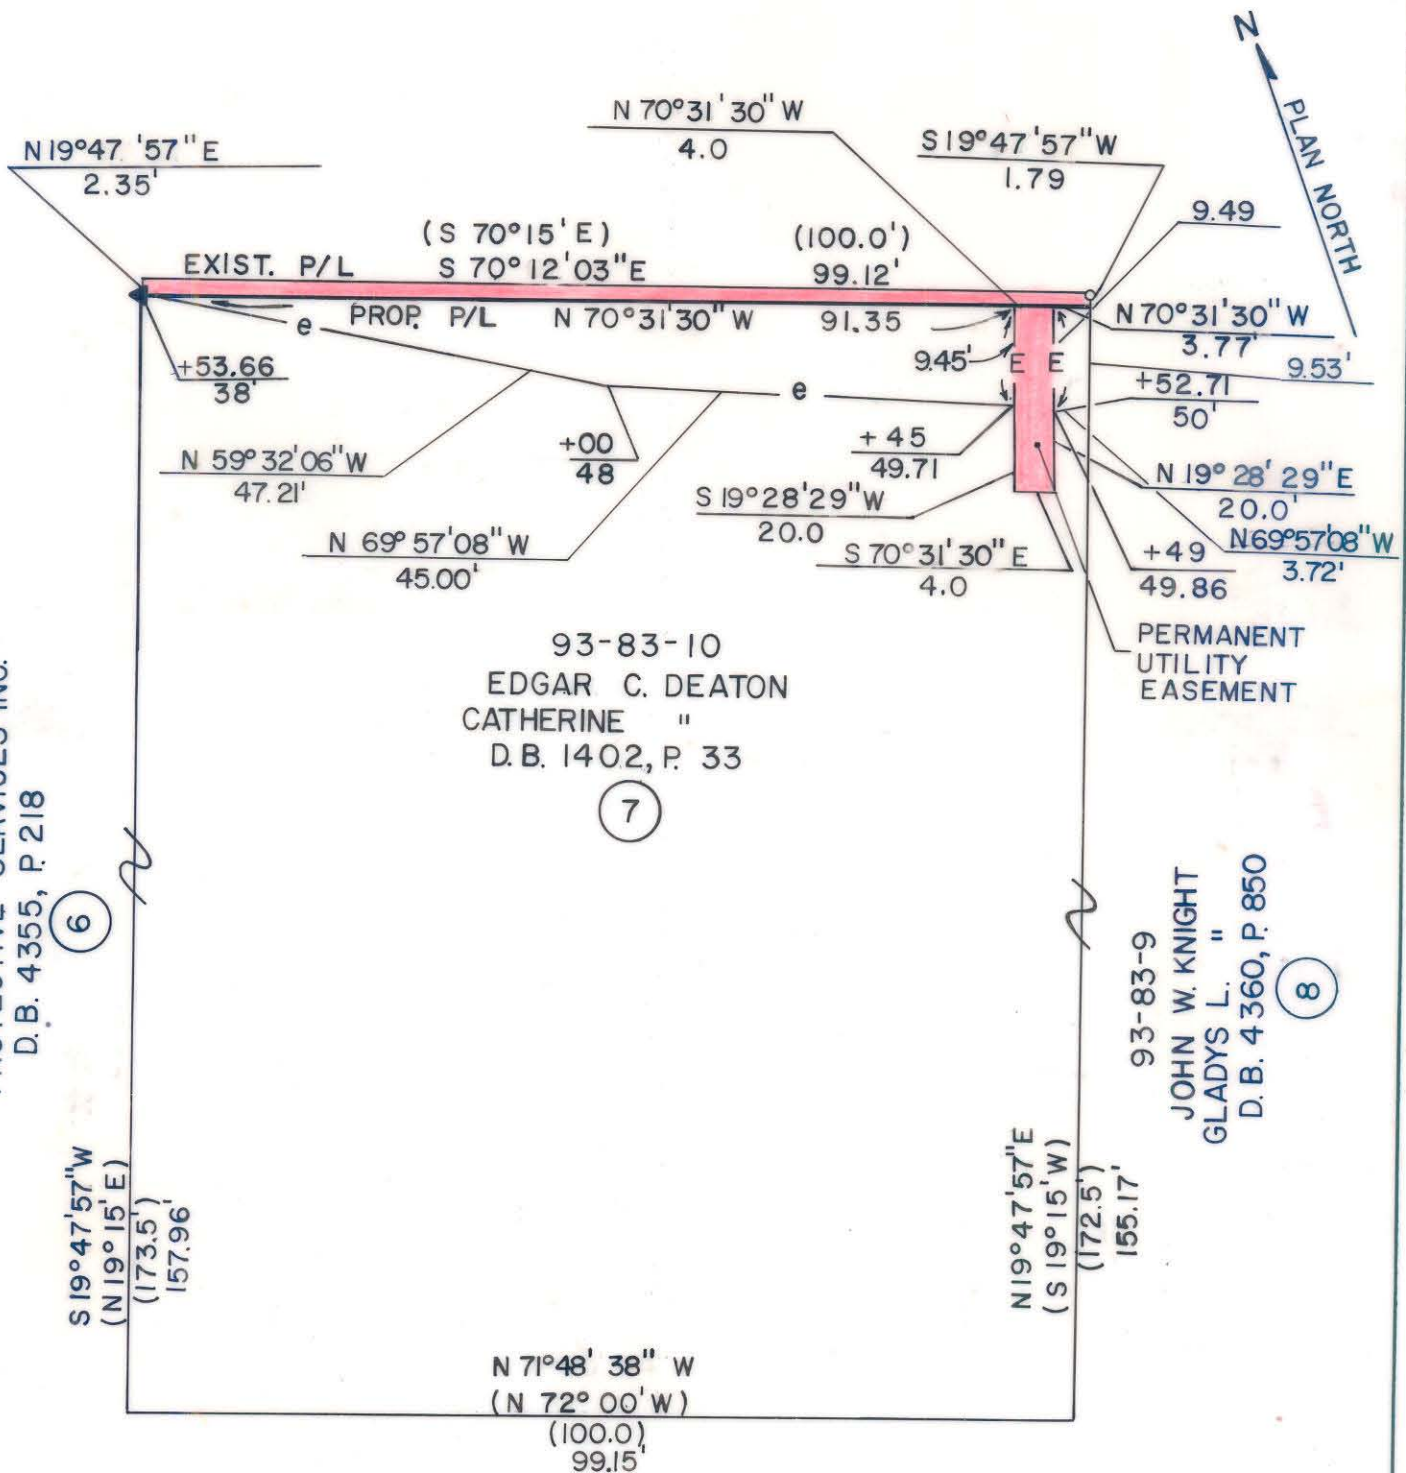 N
PLAN NORTH
N 70°31'30" W
4.0
N19°47'57"E
2.35'
S19°47'57"W
1.79
9.49
(S 70°15' E)
S 70°12'03"E
(100.0')
99.12'
EXIST. P/L
PROP. P/L
N 70°31'30" W
91.35
N 70°31'30" W
3.77'
e
9.45'
E
E
9.53'
+53.66
38'
e
+52.71
50'
+00
48
+45
49.71
N 59°32'06"W
47.21'
N 19°28'29"E
20.0'
S 19°28'29"W
20.0
N 69°57'08"W
45.00'
N69°57'08"W
3.72'
S 70°31'30" E
4.0
+49
49.86
93-83-10
EDGAR C. DEATON
CATHERINE "
D.B. 1402, P. 33
7
PERMANENT
UTILITY
EASEMENT
SERVICES INC.
D.B. 4355, P. 218
6
93-83-9
JOHN W. KNIGHT
GLADYS L. "
D.B. 4360, P. 850
8
S19°47'57"W
(N 19°15'E)
(173.5')
157.96'
N19°47'57"E
(S 19°15'W)
(172.5')
155.17'
N 71°48'38" W
(N 72°00'W)
(100.0)
99.15'